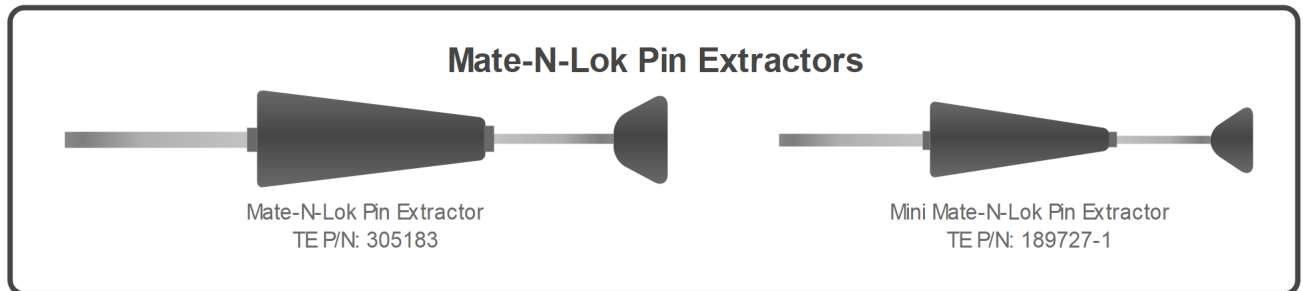 Mate-N-Lok Pin Extractors
Mate-N-Lok Pin Extractor
TE P/N: 305183
Mini Mate-N-Lok Pin Extractor
TE P/N: 189727-1